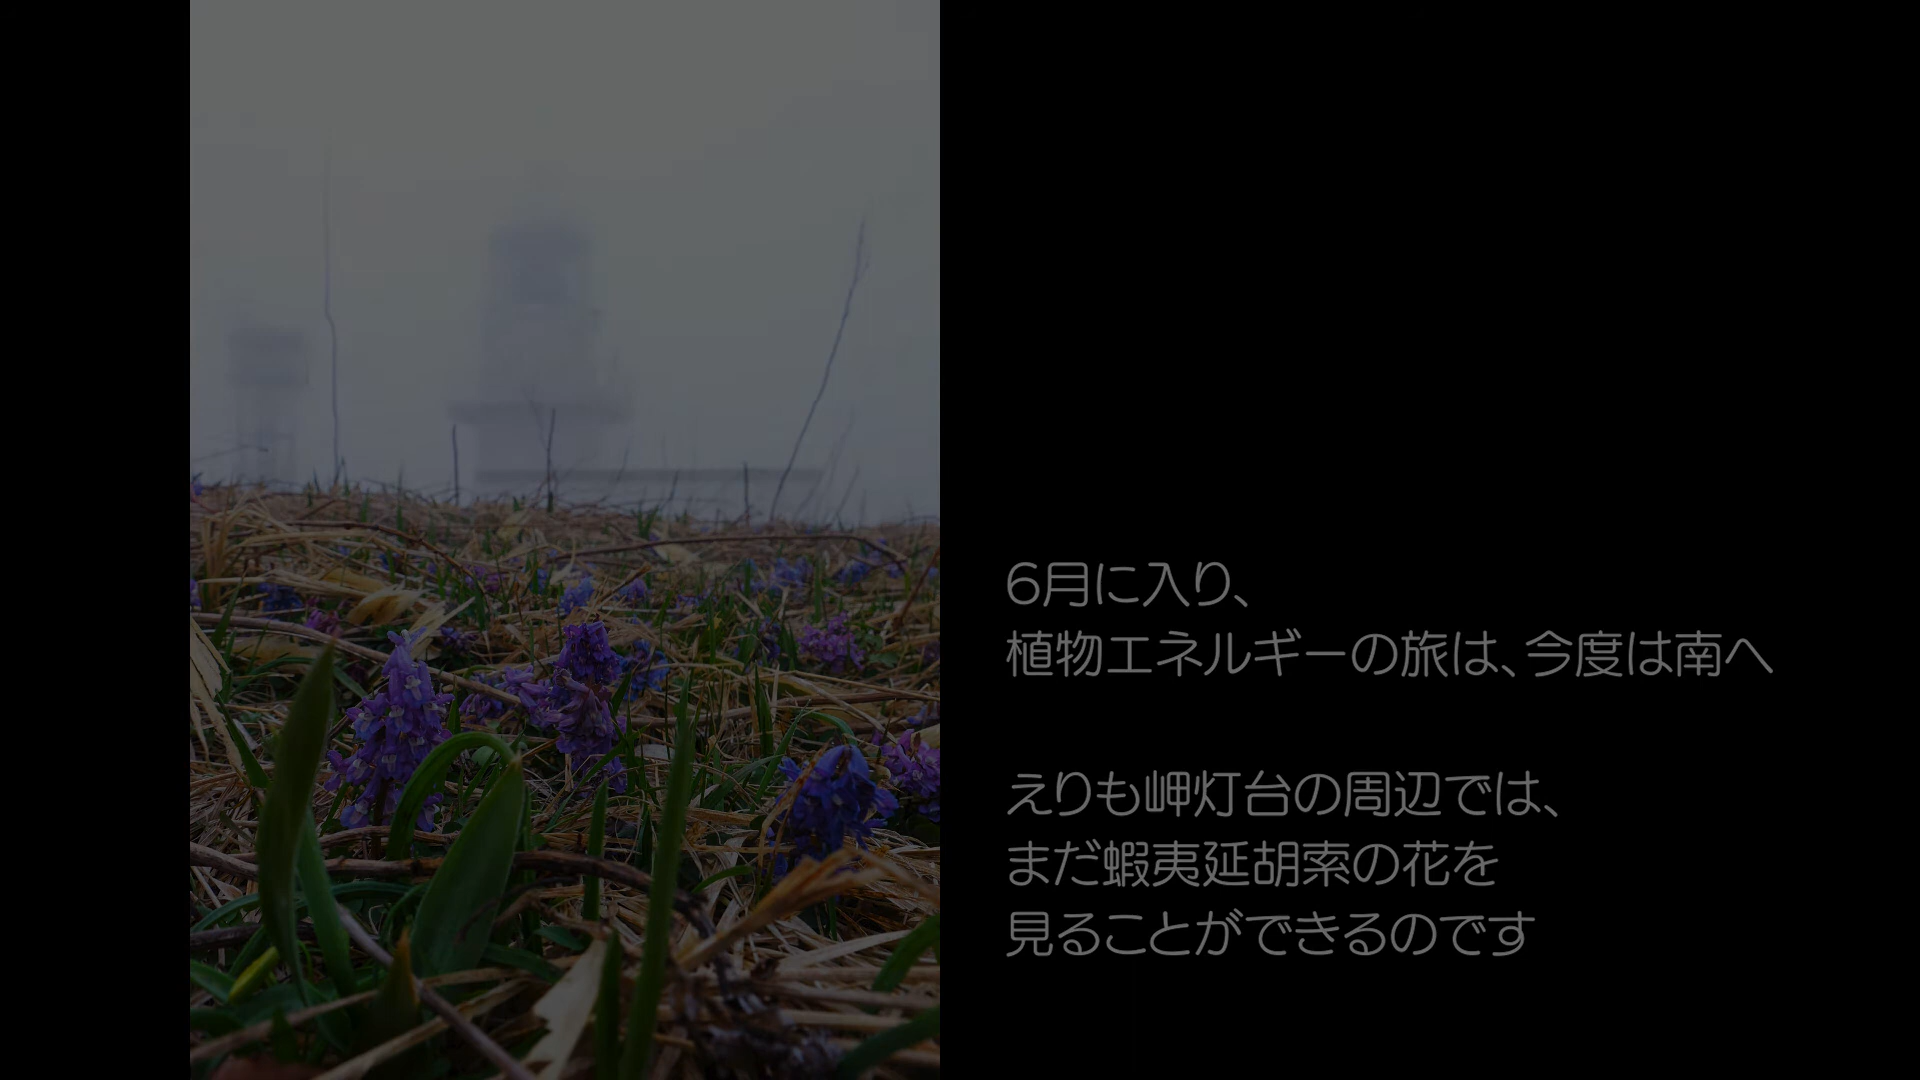 6月に入り、
植物エネルギーの旅は、今度は南へ
えりも岬灯台の周辺では、
まだ蝦夷延胡索の花を
見ることができるのです